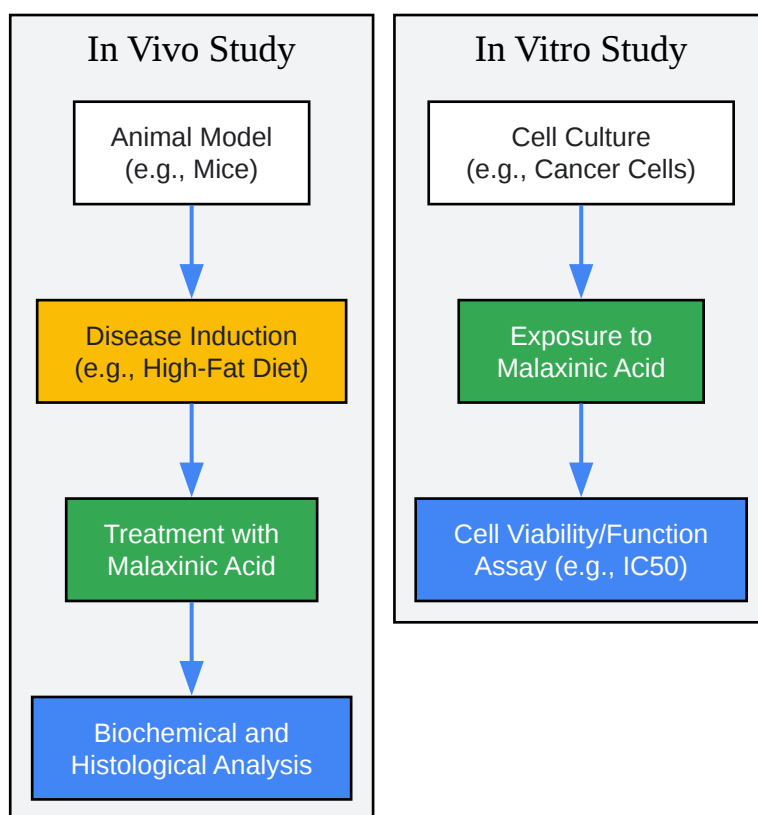 In Vivo Study
Animal Model
(e.g., Mice)
Disease Induction
(e.g., High-Fat Diet)
Treatment with
Malaxinic Acid
Biochemical and
Histological Analysis
In Vitro Study
Cell Culture
(e.g., Cancer Cells)
Exposure to
Malaxinic Acid
Cell Viability/Function
Assay (e.g., IC50)